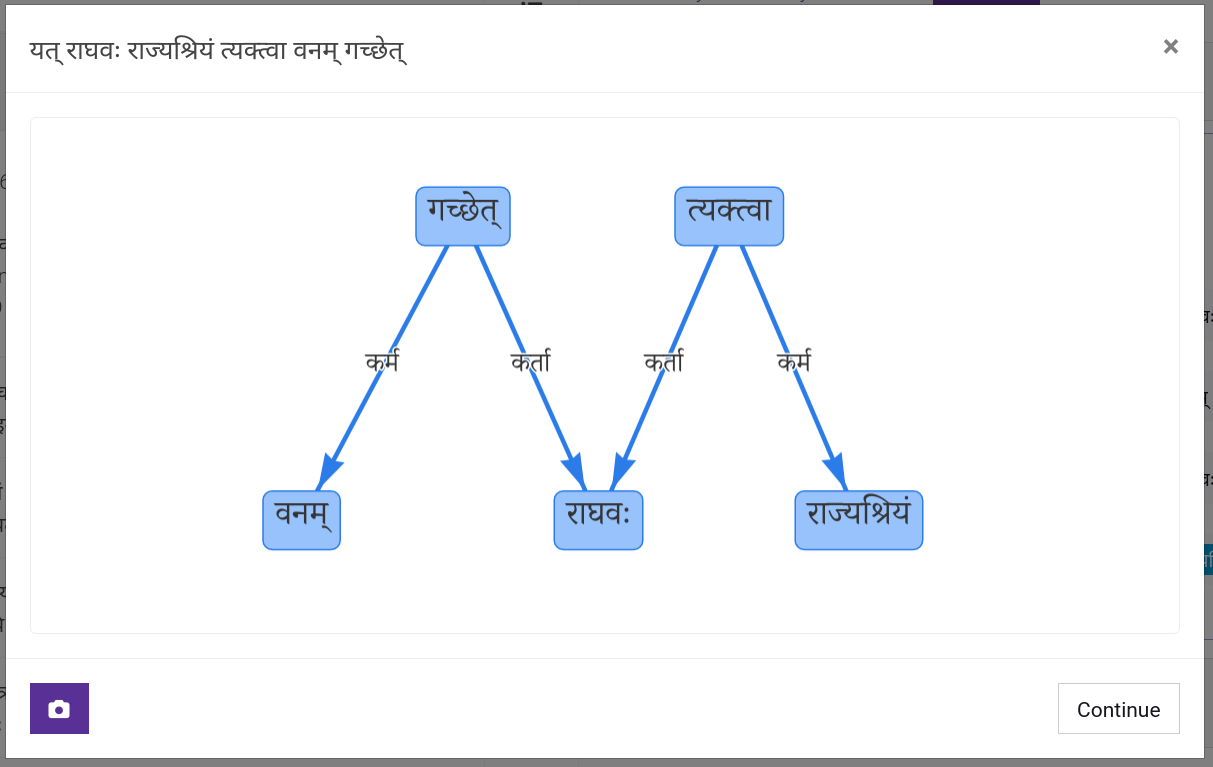 यत् राघवः राज्यश्रियं त्यक्त्वा वनम् गच्छेत्
×
गच्छेत् त्यक्त्वा
कर्म कर्ता कर्ता कर्म
वनम् राघवः राज्यश्रियं
Continue